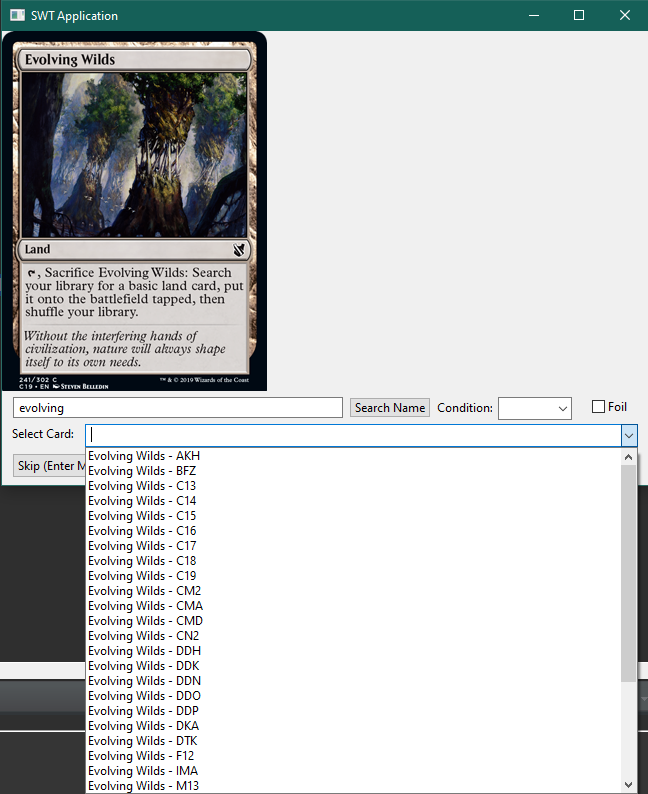 SWT Application
Evolving Wilds
Land
, Sacrifice Evolving Wilds: Search
your library for a basic land card, put
it onto the battlefield tapped, then
shuffle your library.
Without the interfering hands of
civilization, nature will always shape
itself to its own needs.
241/302 C
C19 • EN Steven Belledin
™ & © 2019 Wizards of the Coast
evolving
Search Name
Condition:
Foil
Select Card:
Skip (Enter M
Evolving Wilds - AKH
Evolving Wilds - BFZ
Evolving Wilds - C13
Evolving Wilds - C14
Evolving Wilds - C15
Evolving Wilds - C16
Evolving Wilds - C17
Evolving Wilds - C18
Evolving Wilds - C19
Evolving Wilds - CM2
Evolving Wilds - CMA
Evolving Wilds - CMD
Evolving Wilds - CN2
Evolving Wilds - DDH
Evolving Wilds - DDK
Evolving Wilds - DDN
Evolving Wilds - DDO
Evolving Wilds - DDP
Evolving Wilds - DKA
Evolving Wilds - DTK
Evolving Wilds - F12
Evolving Wilds - IMA
Evolving Wilds - M13